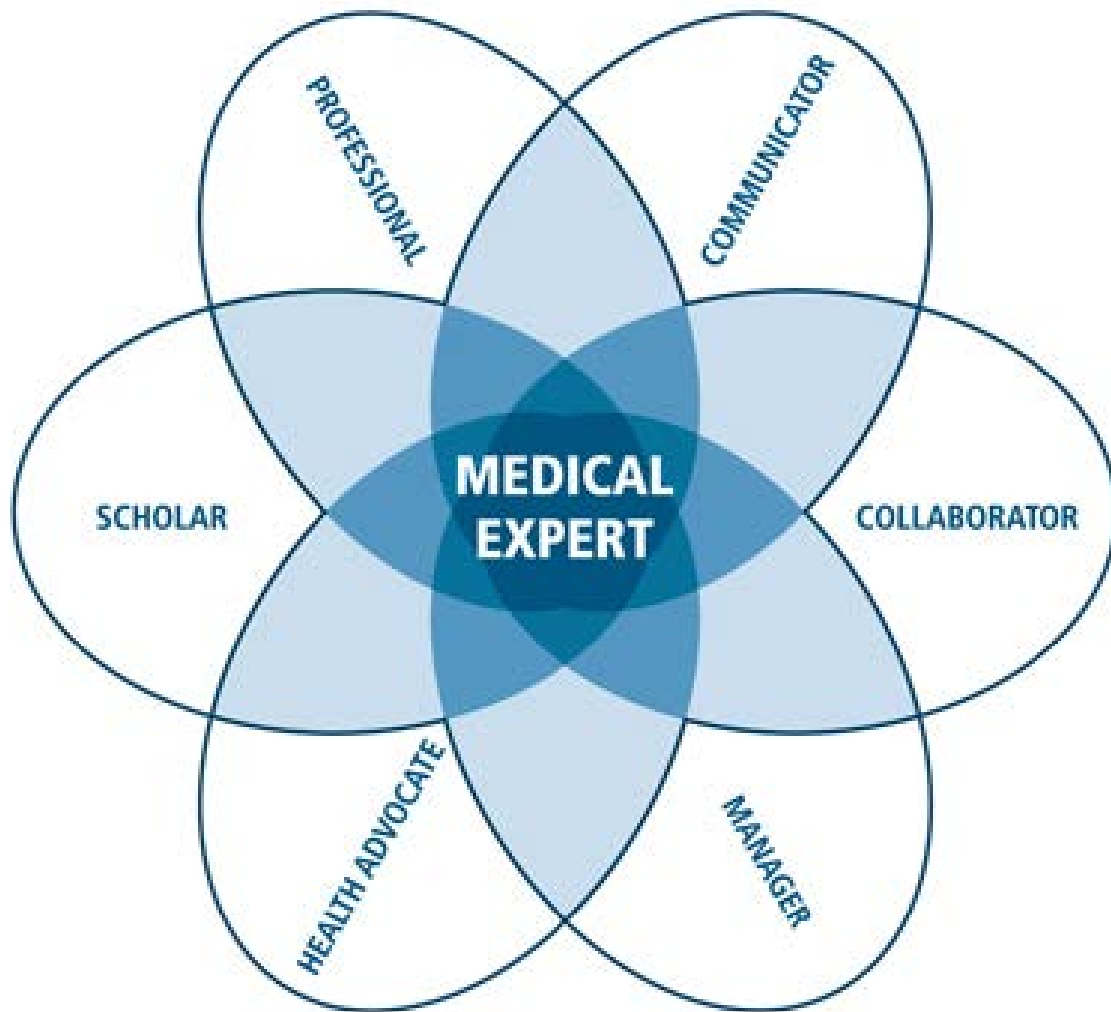 PROFESSIONAL
COMMUNICATOR
SCHOLAR
MEDICAL
EXPERT
COLLABORATOR
HEALTH ADVOCATE
MANAGER